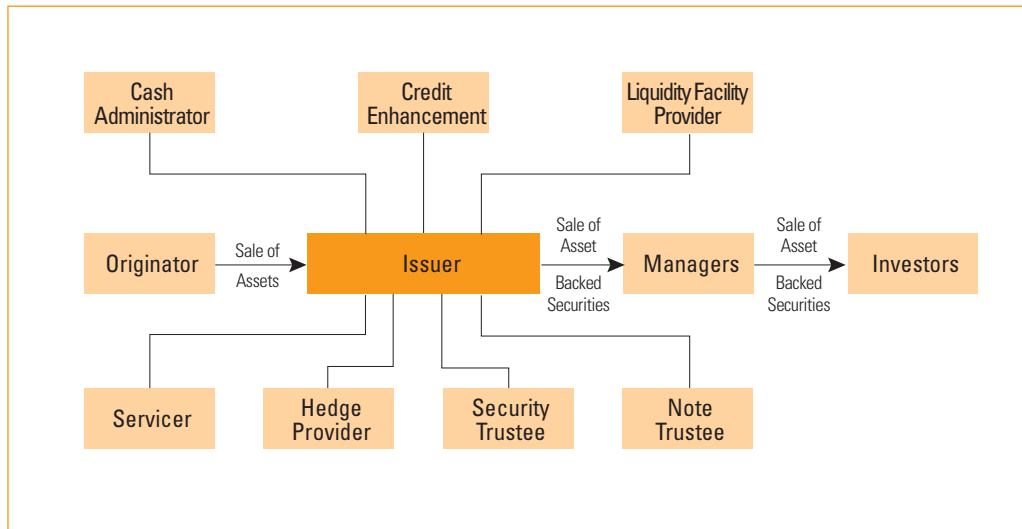 Cash
Administrator
Credit
Enhancement
Liquidity Facility
Provider
Originator
Sale of
Assets
Issuer
Sale of
Asset
Backed
Securities
Managers
Sale of
Asset
Backed
Securities
Investors
Servicer
Hedge
Provider
Security
Trustee
Note
Trustee